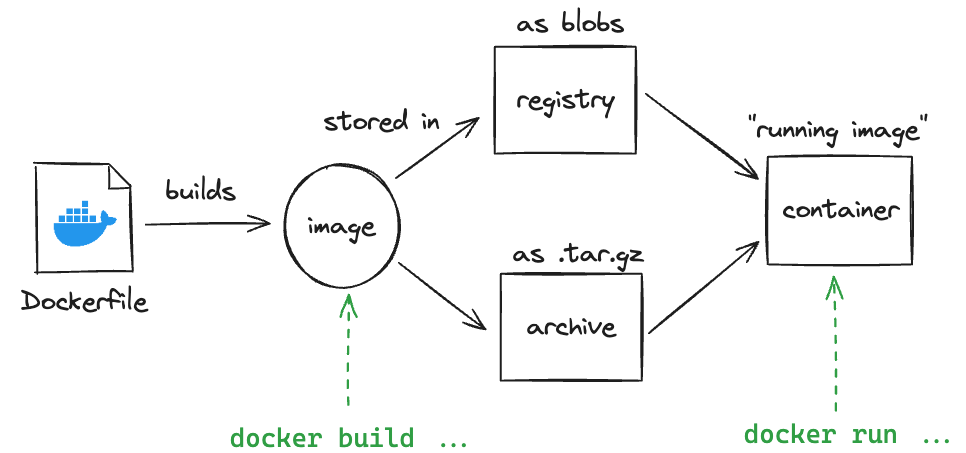 as blobs
registry
stored in
"running image"
builds
container
image
as .tar.gz
Dockerfile
archive
docker build ...
docker run ...